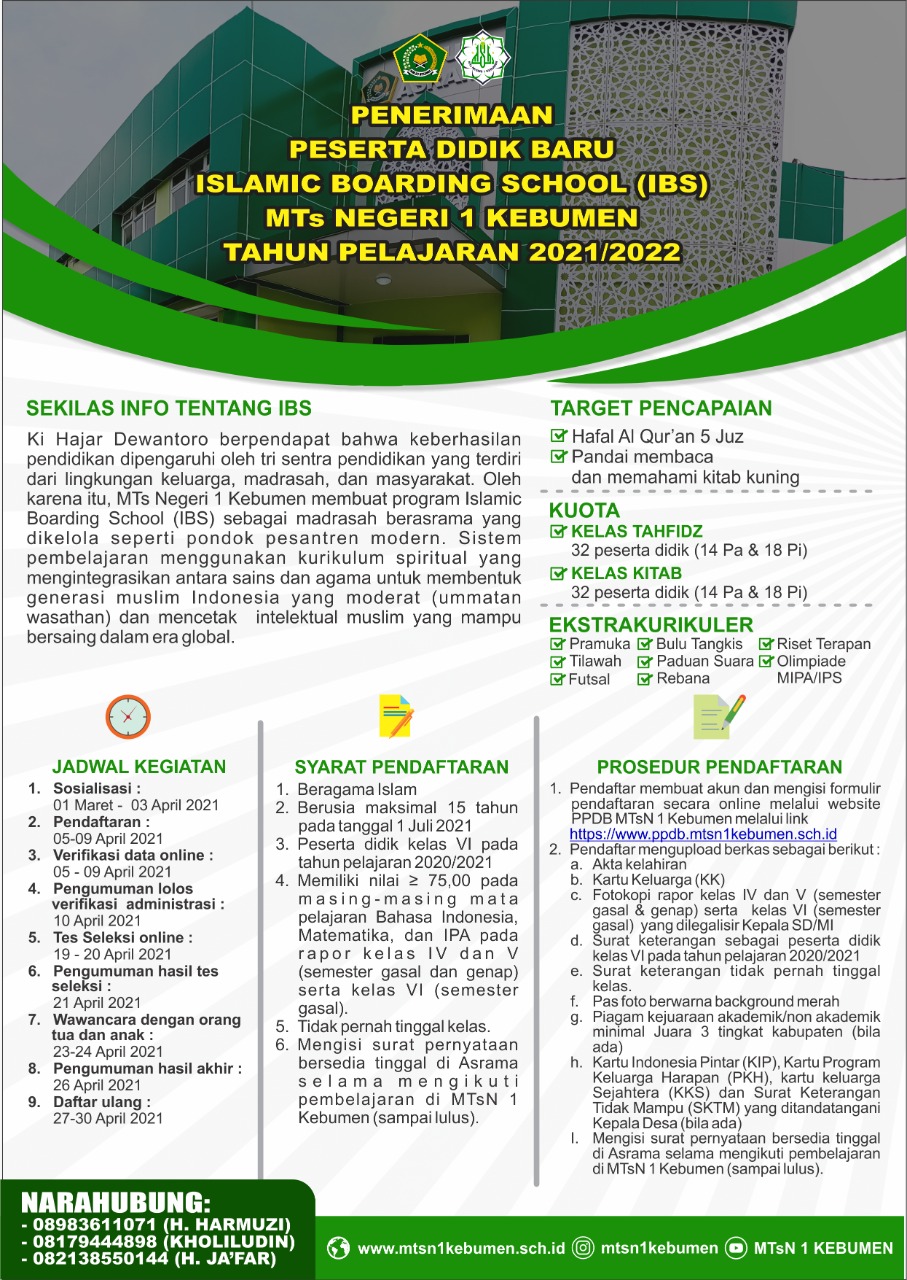 PENERIMAAN
PESERTA DIDIK BARU
ISLAMIC BOARDING SCHOOL (IBS)
MTs NEGERI 1 KEBUMEN
TAHUN PELAJARAN 2021/2022
SEKILAS INFO TENTANG IBS
Ki Hajar Dewantoro berpendapat bahwa keberhasilan
pendidikan dipengaruhi oleh tri sentra pendidikan yang terdiri
dari lingkungan keluarga, madrasah, dan masyarakat. Oleh
karena itu, MTs Negeri 1 Kebumen membuat program Islamic
Boarding School (IBS) sebagai madrasah berasrama yang
dikelola seperti pondok pesantren modern. Sistem
pembelajaran menggunakan kurikulum spiritual yang
mengintegrasikan antara sains dan agama untuk membentuk
generasi muslim Indonesia yang moderat (ummatan
wasathan) dan mencetak intelektual muslim yang mampu
bersaing dalam era global.
TARGET PENCAPAIAN
Hafal Al Qur'an 5 Juz
Pandai membaca
dan memahami kitab kuning
KUOTA
KELAS TAHFIDZ
32 peserta didik (14 Pa & 18 Pi)
KELAS KITAB
32 peserta didik (14 Pa & 18 Pi)
EKSTRAKURIKULER
Pramuka Bulu Tangkis Riset Terapan
Tilawah Paduan Suara Olimpiade
Futsal Rebana MIPA/IPS
JADWAL KEGIATAN
1. Sosialisasi :
01 Maret - 03 April 2021
2. Pendaftaran :
05-09 April 2021
3. Verifikasi data online :
05 - 09 April 2021
4. Pengumuman lolos
verifikasi administrasi :
10 April 2021
5. Tes Seleksi online :
19 - 20 April 2021
6. Pengumuman hasil tes
seleksi :
21 April 2021
7. Wawancara dengan orang
tua dan anak :
23-24 April 2021
8. Pengumuman hasil akhir :
26 April 2021
9. Daftar ulang :
27-30 April 2021
SYARAT PENDAFTARAN
1. Beragama Islam
2. Berusia maksimal 15 tahun
pada tanggal 1 Juli 2021
3. Peserta didik kelas VI pada
tahun pelajaran 2020/2021
4. Memiliki nilai ≥ 75,00 pada
masing-masing mata
pelajaran Bahasa Indonesia,
Matematika, dan IPA pada
rapor kelas IV dan V
(semester gasal dan genap)
serta kelas VI (semester
gasal).
5. Tidak pernah tinggal kelas.
6. Mengisi surat pernyataan
bersedia tinggal di Asrama
selama mengikuti
pembelajaran di MTsN 1
Kebumen (sampai lulus).
PROSEDUR PENDAFTARAN
1. Pendaftar membuat akun dan mengisi formulir
pendaftaran secara online melalui website
PPDB MTsN 1 Kebumen melalui link
https://www.ppdb.mtsn1kebumen.sch.id
2. Pendaftar mengupload berkas sebagai berikut :
a. Akta kelahiran
b. Kartu Keluarga (KK)
c. Fotokopi rapor kelas IV dan V (semester
gasal & genap) serta kelas VI (semester
gasal) yang dilegalisir Kepala SD/MI
d. Surat keterangan sebagai peserta didik
kelas VI pada tahun pelajaran 2020/2021
e. Surat keterangan tidak pernah tinggal
kelas.
f. Pas foto berwarna background merah
g. Piagam kejuaraan akademik/non akademik
minimal Juara 3 tingkat kabupaten (bila
ada)
h. Kartu Indonesia Pintar (KIP), Kartu Program
Keluarga Harapan (PKH), kartu keluarga
Sejahtera (KKS) dan Surat Keterangan
Tidak Mampu (SKTM) yang ditandatangani
Kepala Desa (bila ada)
I. Mengisi surat pernyataan bersedia tinggal
di Asrama selama mengikuti pembelajaran
di MTsN 1 Kebumen (sampai lulus).
NARAHUBUNG:
- 08983611071 (H. HARMUZI)
- 08179444898 (KHOLILUDIN)
- 082138550144 (H. JA'FAR)
www.mtsn1kebumen.sch.id mtsn1kebumen MTsN 1 KEBUMEN